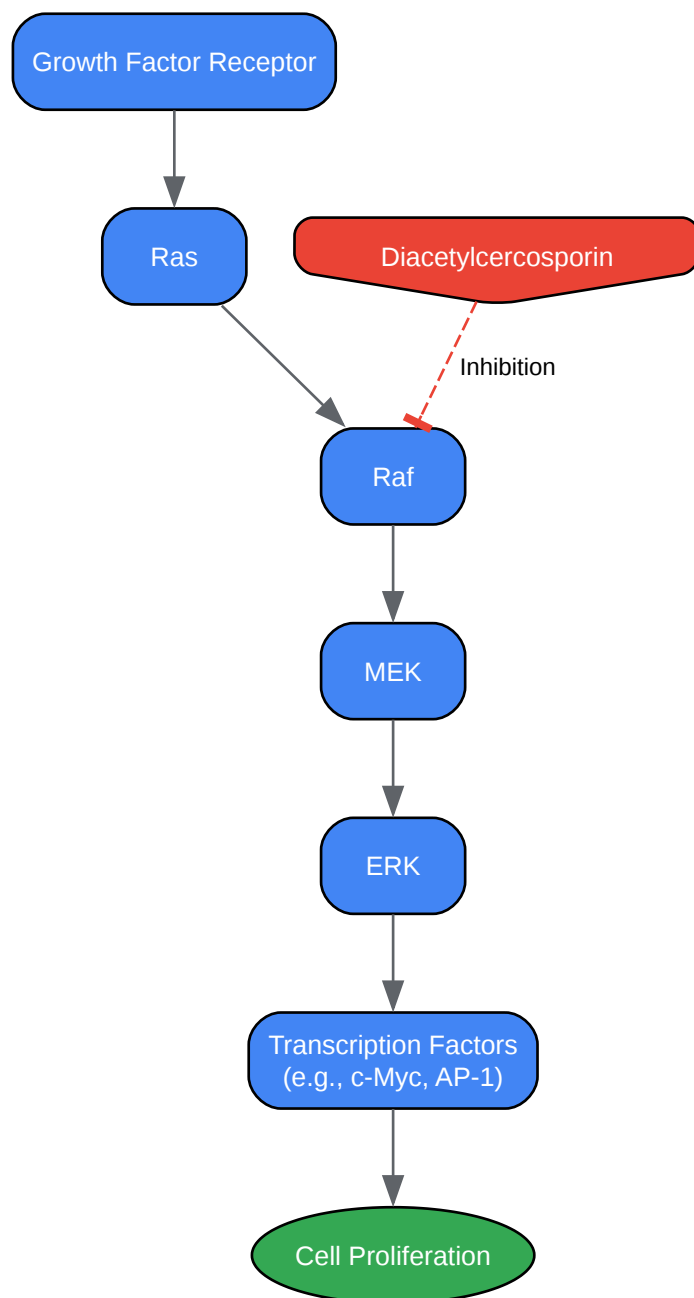 Growth Factor Receptor
Ras
Diacetylcercosporin
Inhibition
Raf
MEK
ERK
Transcription Factors
(e.g., c-Myc, AP-1)
Cell Proliferation